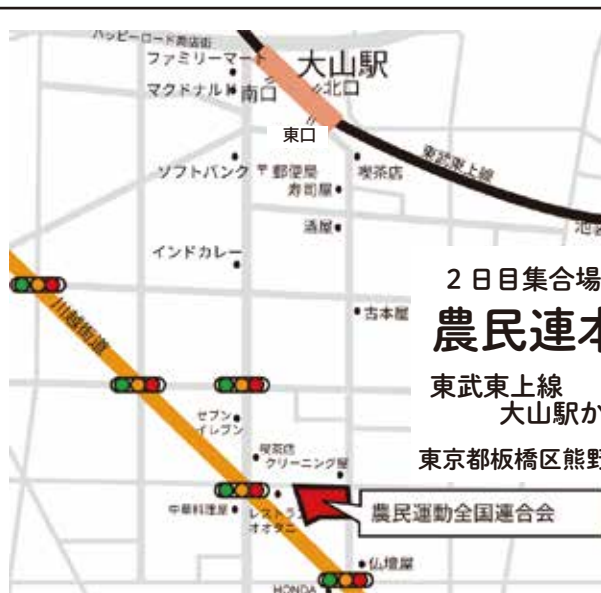 ハッピーロード商店街
ファミリーマート
大山駅
マクドナルド
南口
北口
東口
ソフトバンク
〒郵便局
喫茶店
東武東上線
寿司屋
酒屋
インドカレー
2日目集合場
古本屋
農民連本
川越街道
東武東上線
大山駅か
セブン
イレブン
喫茶店
クリーニング屋
東京都板橋区熊野
中華料理屋
レストラン
オオタニ
農民運動全国連合会
仏壇屋
HONDA